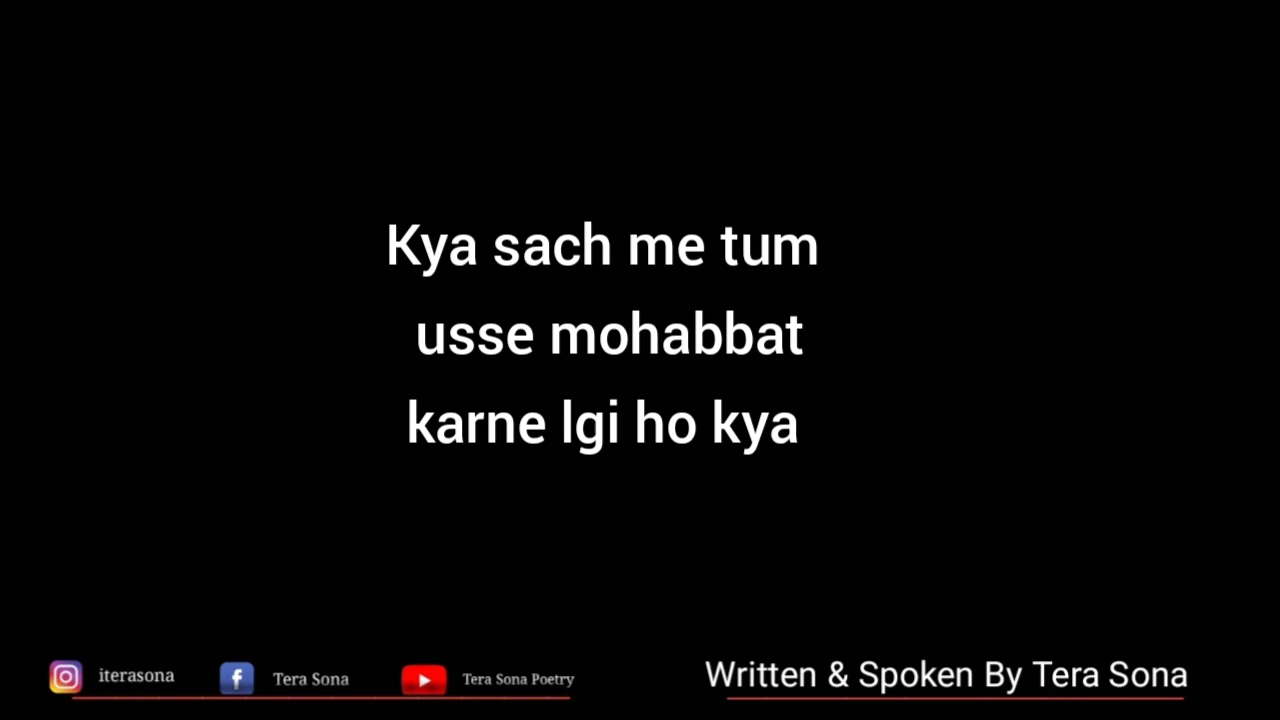 Kya sach me tum
usse mohabbat
karne lgi ho kya
iterasona Tera Sona Tera Sona Poetry Written & Spoken By Tera Sona